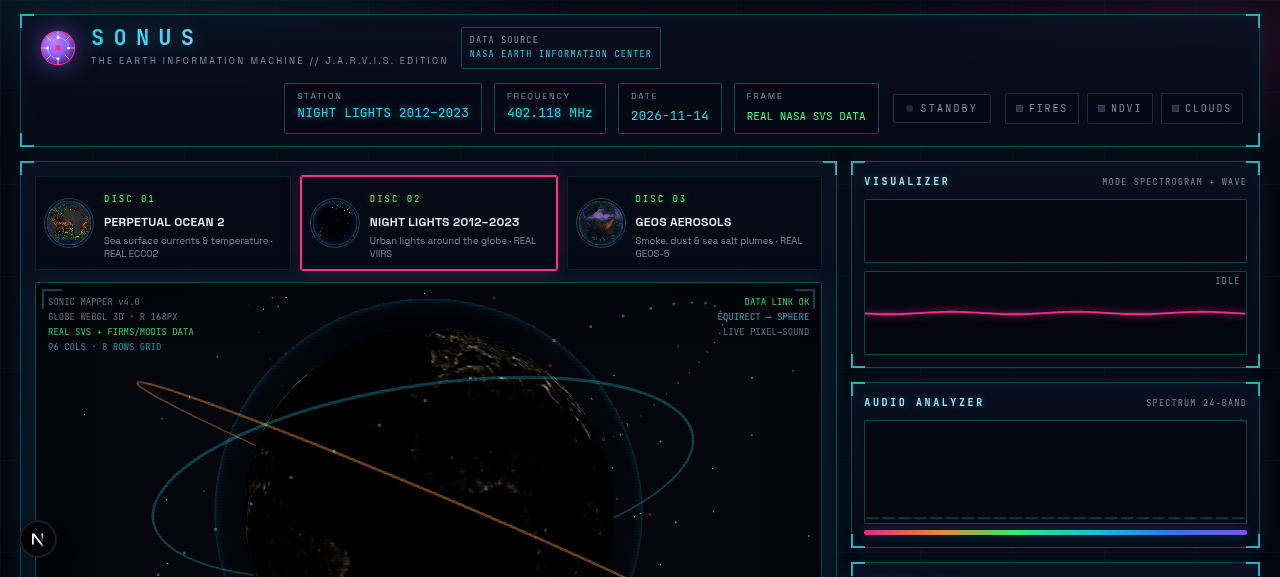 SONUS
THE EARTH INFORMATION MACHINE // J.A.R.V.I.S. EDITION
DATA SOURCE
NASA EARTH INFORMATION CENTER
STATION
NIGHT LIGHTS 2012–2023
FREQUENCY
402.118 MHz
DATE
2026-11-14
FRAME
REAL NASA SVS DATA
STANDBY
FIRES
NDVI
CLOUDS
DISC 01
PERPETUAL OCEAN 2
Sea surface currents & temperature ·
REAL ECCO2
DISC 02
NIGHT LIGHTS 2012–2023
Urban lights around the globe · REAL
VIIRS
DISC 03
GEOS AEROSOLS
Smoke, dust & sea salt plumes · REAL
GEOS-5
SONIC MAPPER v4.0
GLOBE WEBGL 3D · R 168PX
REAL SVS + FIRMS/MODIS DATA
96 COLS · 8 ROWS GRID
DATA LINK OK
EQUIRECT → SPHERE
LIVE PIXEL→SOUND
VISUALIZER
MODE SPECTROGRAM + WAVE
IDLE
AUDIO ANALYZER
SPECTRUM 24-BAND
N